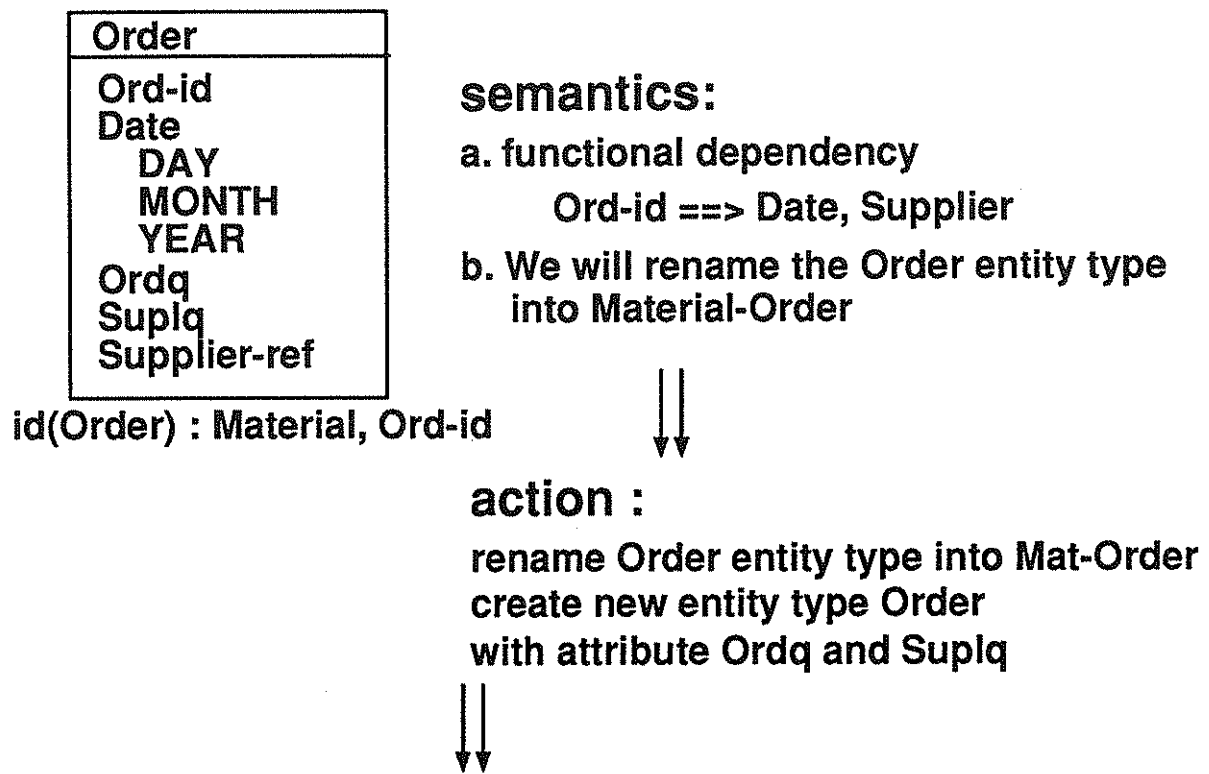 Order
Ord-id
Date
DAY
MONTH
YEAR
Ordq
Suplq
Supplier-ref
id(Order) : Material, Ord-id
semantics:
a. functional dependency
Ord-id ==> Date, Supplier
b. We will rename the Order entity type
into Material-Order
action :
rename Order entity type into Mat-Order
create new entity type Order
with attribute Ordq and Suplq